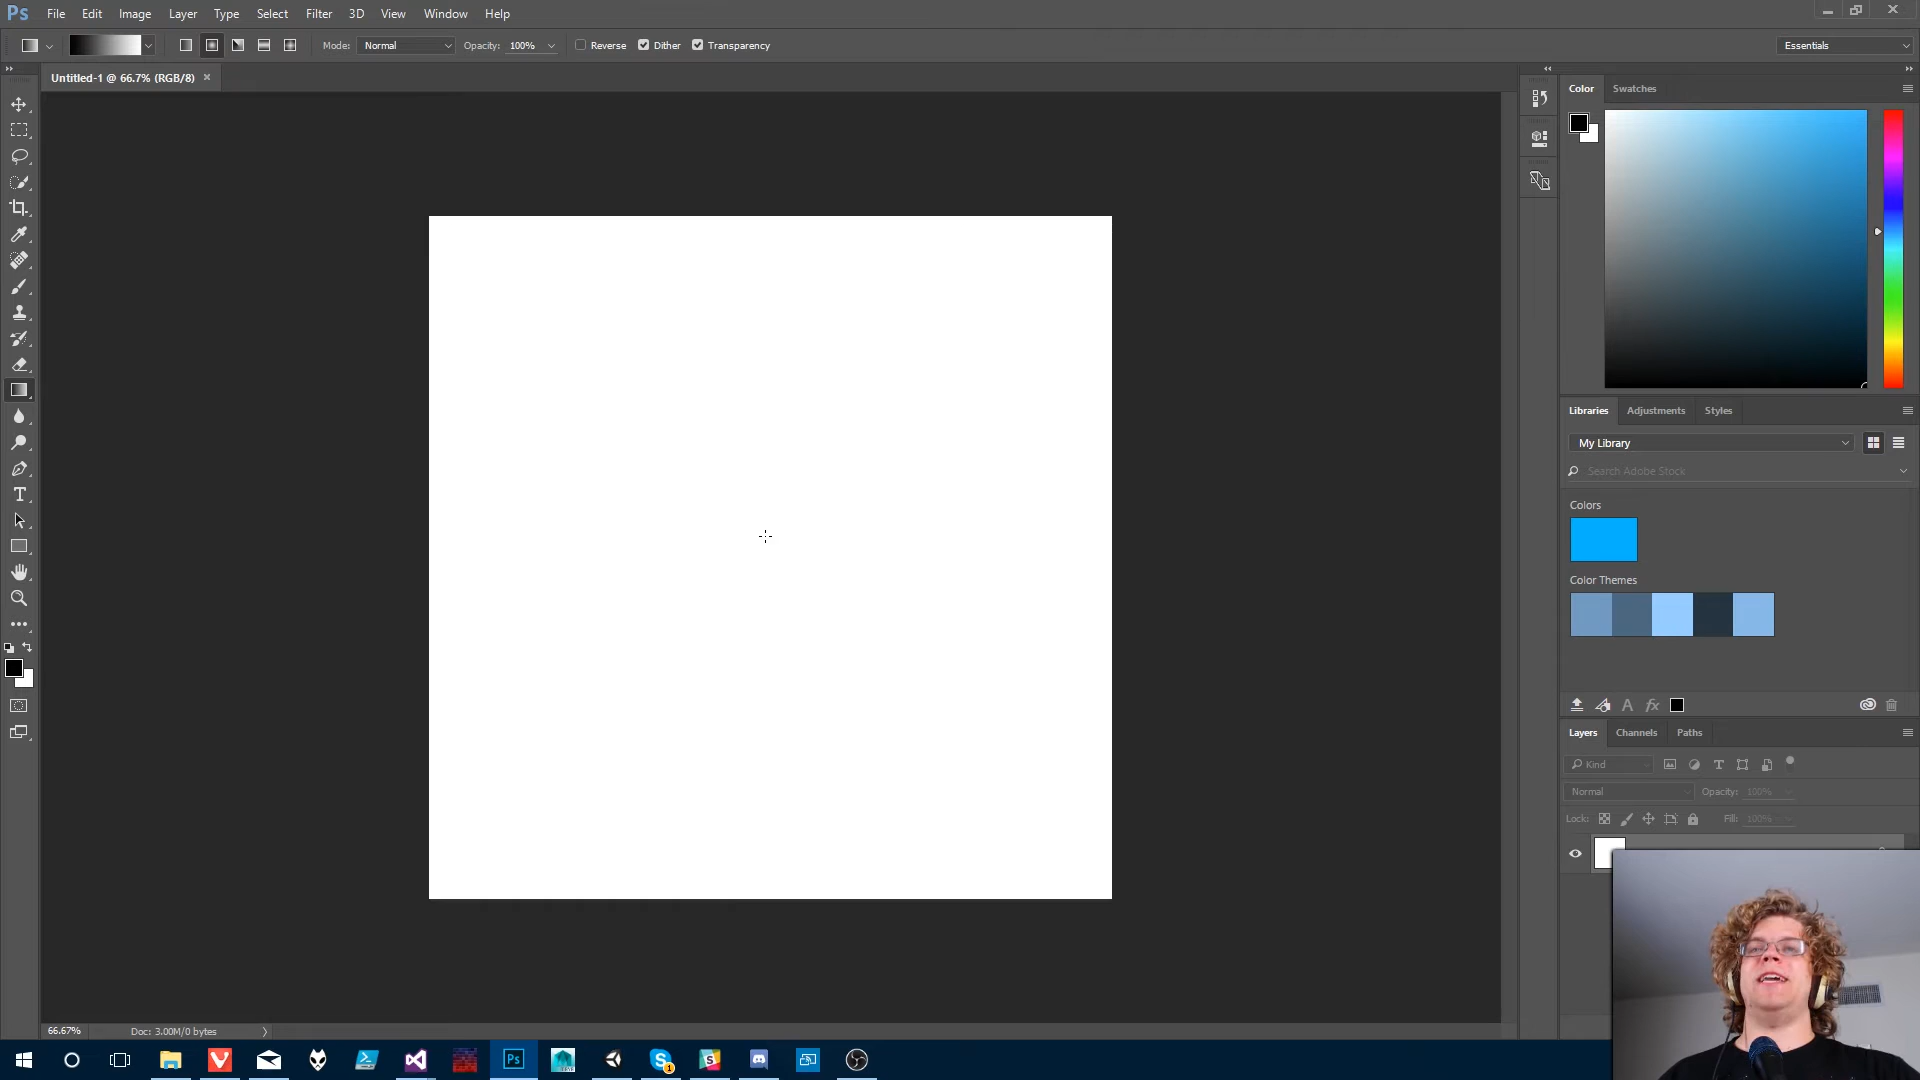 Ps File Edit Image Layer Type Select Filter 3D View Window Help
Mode: Normal Opacity: 100% Reverse Dither Transparency Essentials
Untitled-1 @ 66.7% (RGB/8) ×
Color Swatches
Libraries Adjustments Styles
My Library
Search Adobe Stock
Colors
Color Themes
Layers Channels Paths
Kind
Normal Opacity: 100%
Lock: Fill: 100%
66.67% Doc: 3.00M/0 bytes
Ps